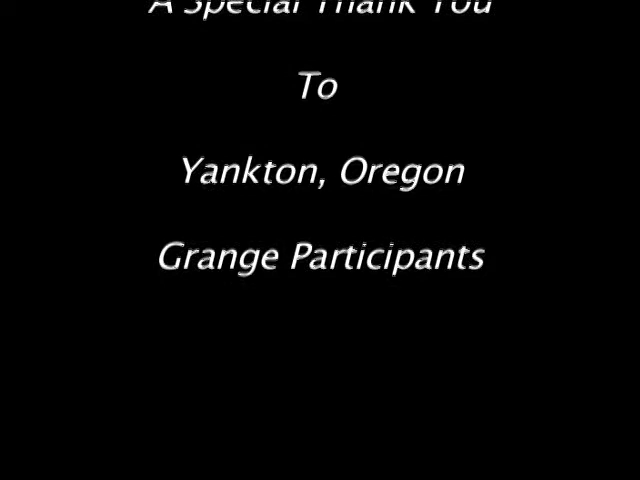 A Special Thank You
To
Yankton, Oregon
Grange Participants